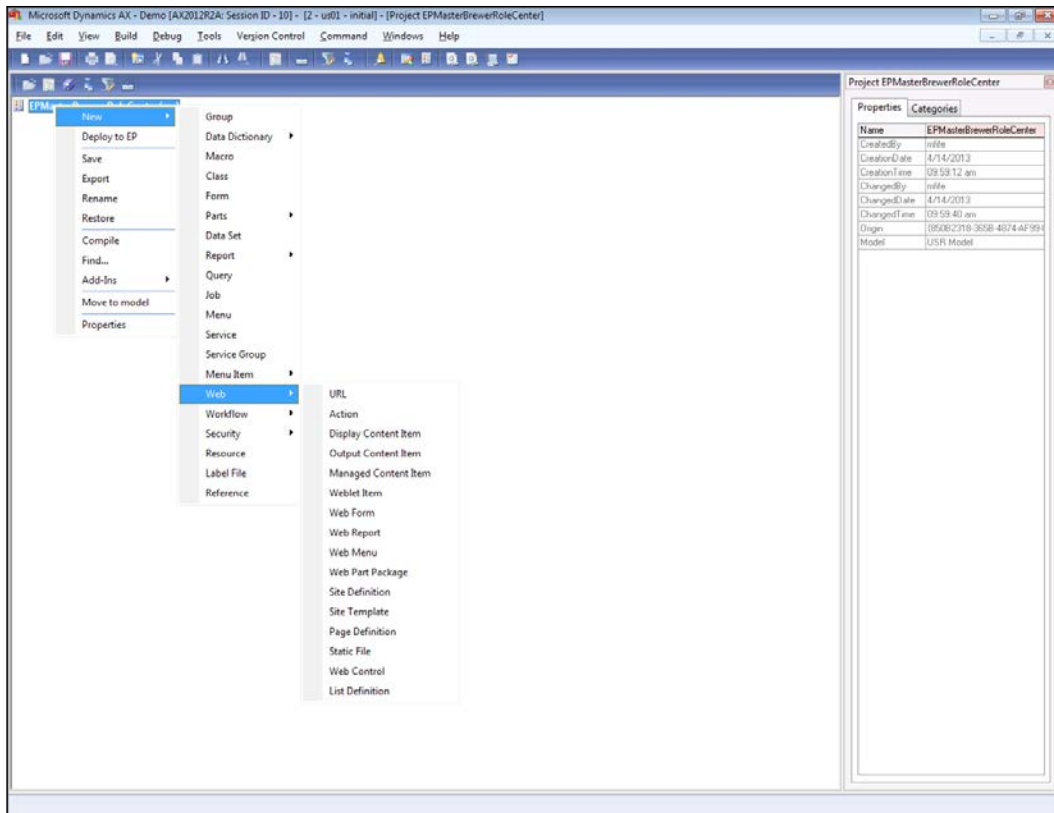 Microsoft Dynamics AX - Demo [AX2012R2A: Session ID - 10] - [2 - us01 - initial] - [Project EPMasterBrewerRoleCenter]
File Edit View Build Debug Tools Version Control Command Windows Help
Project EPMasterBrewerRoleCenter
Properties Categories
Name EPMasterBrewerRoleCenter
CreatedBy mfife
CreationDate 4/14/2013
CreationTime 09:59:12 am
ChangedBy mfife
ChangedDate 4/14/2013
ChangedTime 09:59:40 am
Origin
Model USR Model
New
Deploy to EP
Save
Export
Rename
Restore
Compile
Find...
Add-Ins
Move to model
Properties
Group
Data Dictionary
Macro
Class
Form
Parts
Data Set
Report
Query
Job
Menu
Service
Service Group
Menu Item
Web
Workflow
Security
Resource
Label File
Reference
URL
Action
Display Content Item
Output Content Item
Managed Content Item
Weblet Item
Web Form
Web Report
Web Menu
Web Part Package
Site Definition
Site Template
Page Definition
Static File
Web Control
List Definition